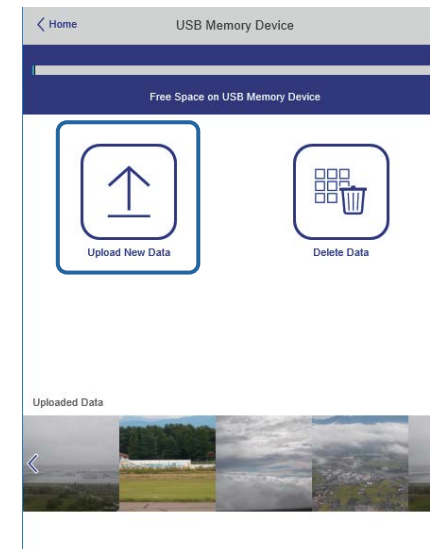 Home
USB Memory Device
Free Space on USB Memory Device
Upload New Data
Delete Data
Uploaded Data